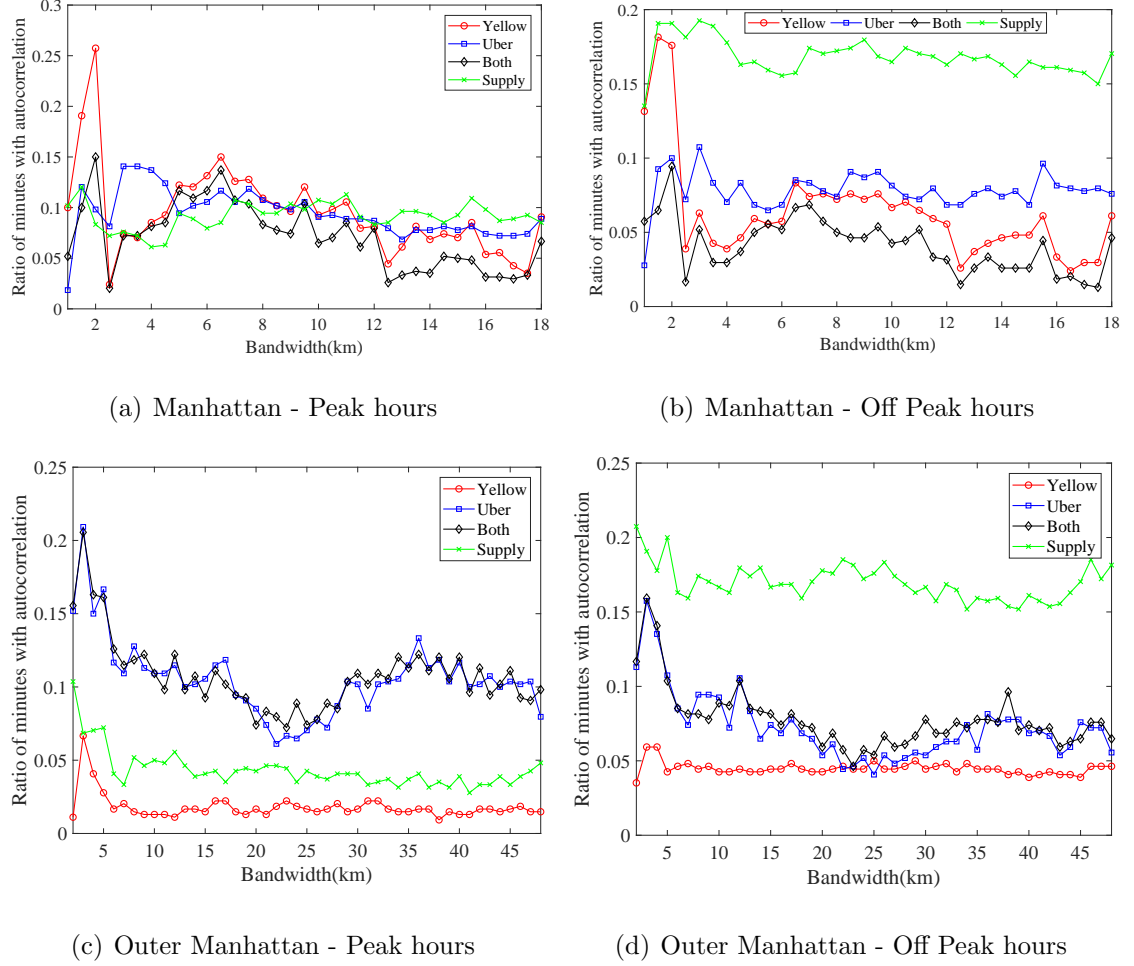 0.3
0.25
0.2
0.15
0.1
0.05
0
Ratio of minutes with autocorrelation
Yellow
Uber
Both
Supply
2 4 6 8 10 12 14 16 18
Bandwidth(km)
(a) Manhattan - Peak hours
0.2
0.15
0.1
0.05
0
Ratio of minutes with autocorrelation
Yellow Uber Both Supply
2 4 6 8 10 12 14 16 18
Bandwidth(km)
(b) Manhattan - Off Peak hours
0.25
0.2
0.15
0.1
0.05
0
Ratio of minutes with autocorrelation
Yellow
Uber
Both
Supply
5 10 15 20 25 30 35 40 45
Bandwidth(km)
(c) Outer Manhattan - Peak hours
0.25
0.2
0.15
0.1
0.05
0
Ratio of minutes with autocorrelation
Yellow
Uber
Both
Supply
5 10 15 20 25 30 35 40 45
Bandwidth(km)
(d) Outer Manhattan - Off Peak hours